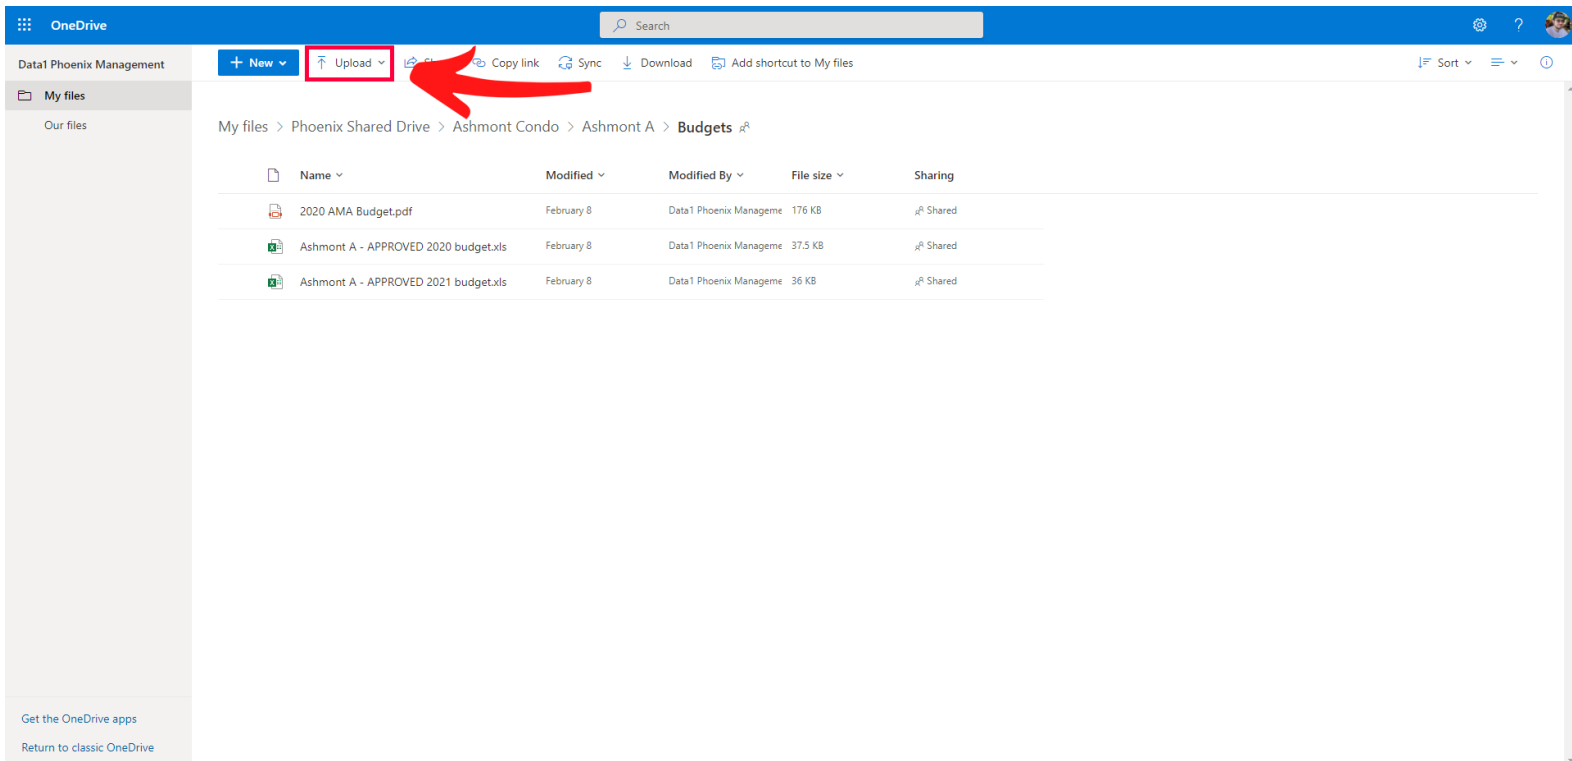 OneDrive
Search
?
Data1 Phoenix Management
New
Upload
Copy link
Sync
Download
Add shortcut to My files
Sort
My files
Our files
My files > Phoenix Shared Drive > Ashmont Condo > Ashmont A > Budgets
Name Modified Modified By File size Sharing
2020 AMA Budget.pdf February 8 Data1 Phoenix Manageme 176 KB Shared
Ashmont A - APPROVED 2020 budget.xls February 8 Data1 Phoenix Manageme 37.5 KB Shared
Ashmont A - APPROVED 2021 budget.xls February 8 Data1 Phoenix Manageme 36 KB Shared
Get the OneDrive apps
Return to classic OneDrive